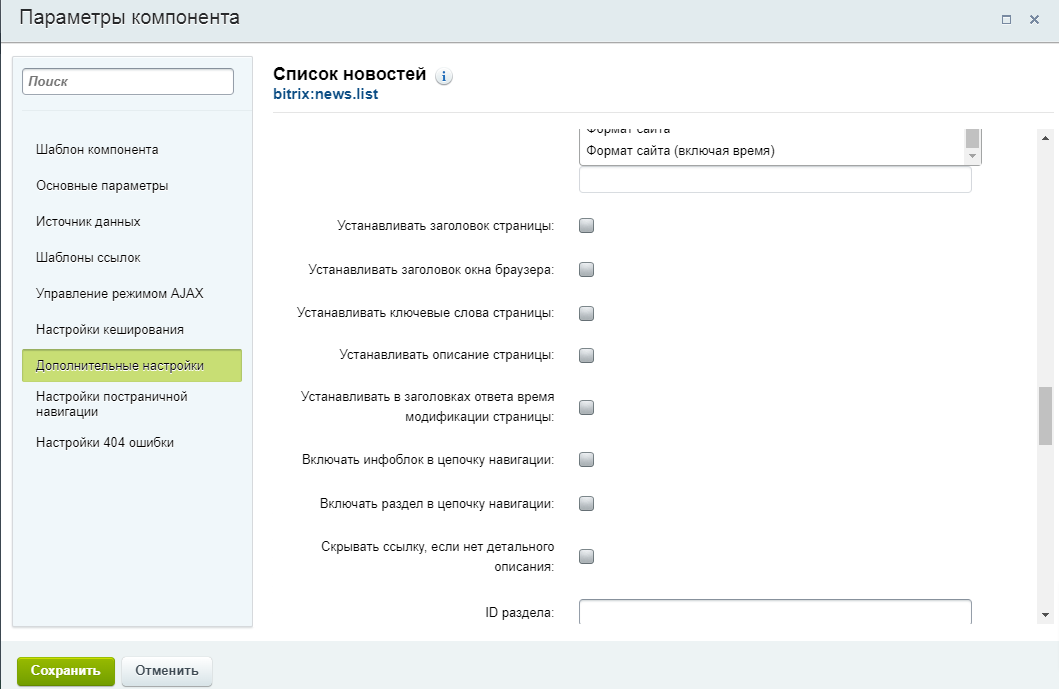 Параметры компонента
Поиск
Шаблон компонента
Основные параметры
Источник данных
Шаблоны ссылок
Управление режимом AJAX
Настройки кеширования
Дополнительные настройки
Настройки постраничной
навигации
Настройки 404 ошибки
Список новостей
bitrix:news.list
Формат сайта
Формат сайта (включая время)
Устанавливать заголовок страницы:
Устанавливать заголовок окна браузера:
Устанавливать ключевые слова страницы:
Устанавливать описание страницы:
Устанавливать в заголовках ответа время
модификации страницы:
Включать инфоблок в цепочку навигации:
Включать раздел в цепочку навигации:
Скрывать ссылку, если нет детального
описания:
ID раздела:
Сохранить
Отменить